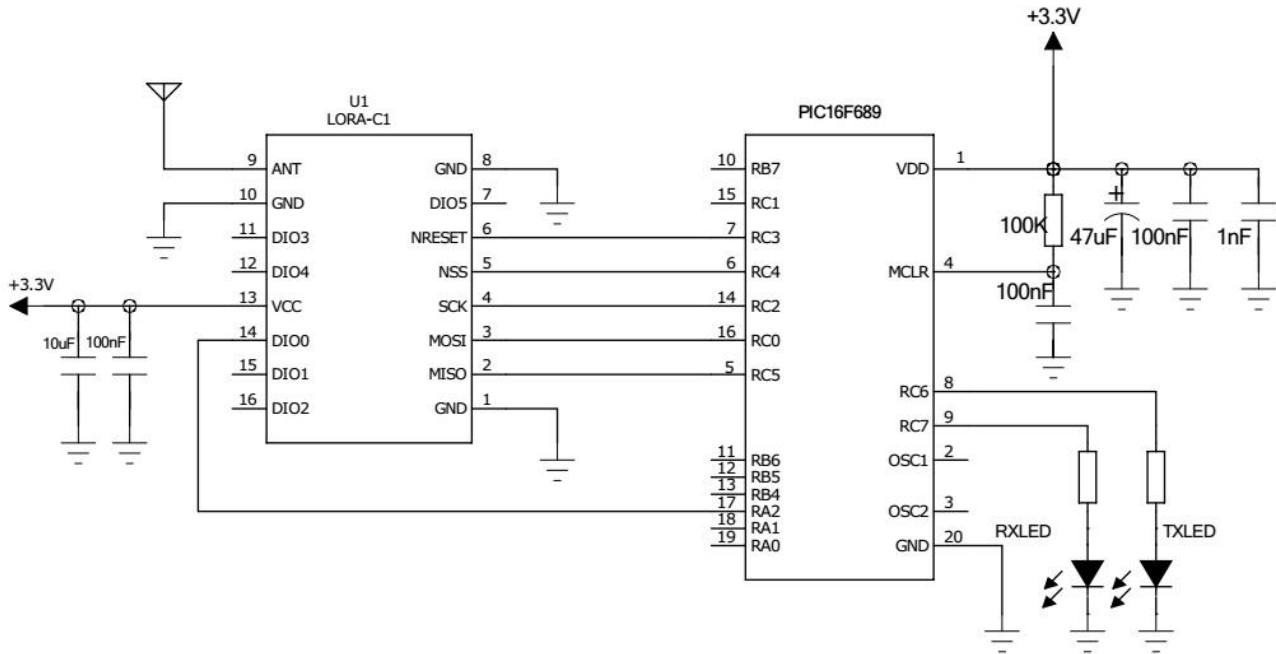 +3.3V
U1
LORA-C1
PIC16F689
9 ANT
GND 8
10 GND
DIO5 7
11 DIO3
NRESET 6
12 DIO4
NSS 5
+3.3V
13 VCC
SCK 4
14 DIO0
MOSI 3
15 DIO1
MISO 2
16 DIO2
GND 1
10uF 100nF
10 RB7
VDD 1
15 RC1
7 RC3
6 RC4
MCLR 4
14 RC2
16 RC0
5 RC5
RC6 8
RC7 9
11 RB6
OSC1 2
12 RB5
13 RB4
17 RA2
OSC2 3
18 RA1
19 RA0
GND 20
100K
+
47uF 100nF 1nF
100nF
RXLED TXLED